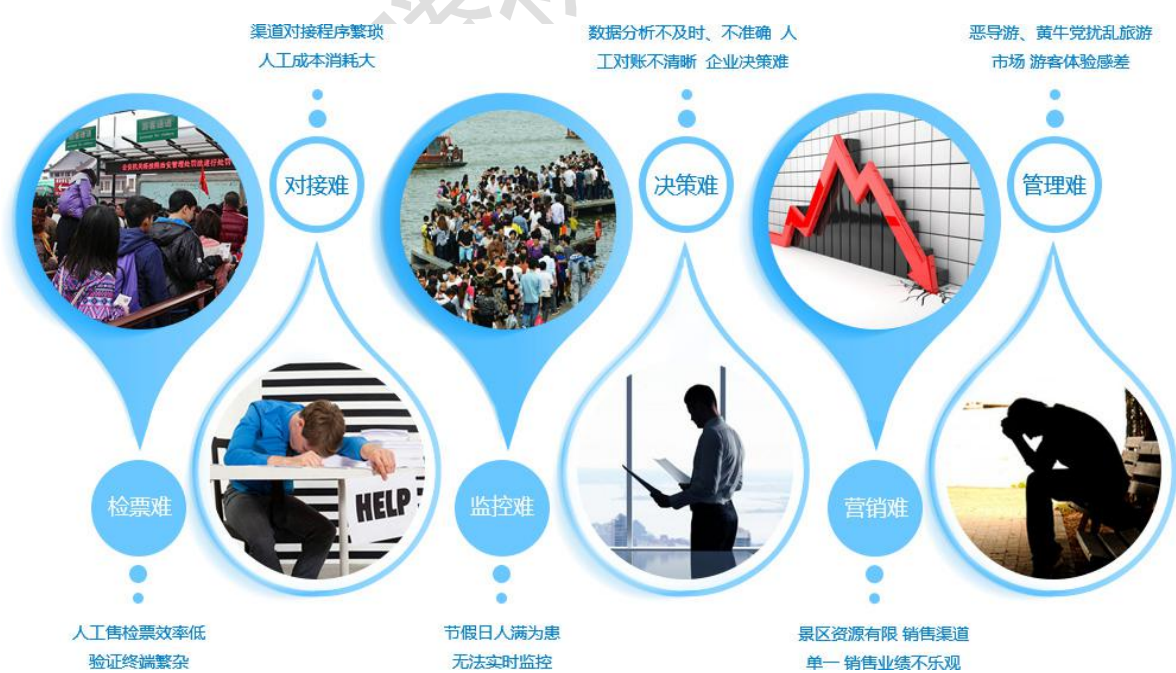 渠道对接程序繁琐
人工成本消耗大
对接难
数据分析不及时、不准确 人
工对账不清晰 企业决策难
决策难
恶导游、黄牛党扰乱旅游
市场 游客体验感差
管理难
HELP
检票难
人工售检票效率低
验证终端繁杂
监控难
节假日人满为患
无法实时监控
营销难
景区资源有限 销售渠道
单一 销售业绩不乐观